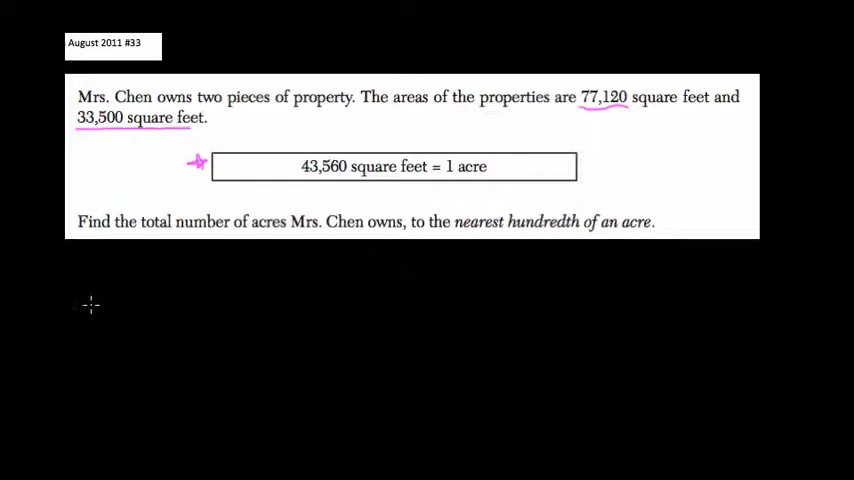 August 2011 #33
Mrs. Chen owns two pieces of property. The areas of the properties are 77,120 square feet and
33,500 square feet.
43,560 square feet = 1 acre
Find the total number of acres Mrs. Chen owns, to the nearest hundredth of an acre.